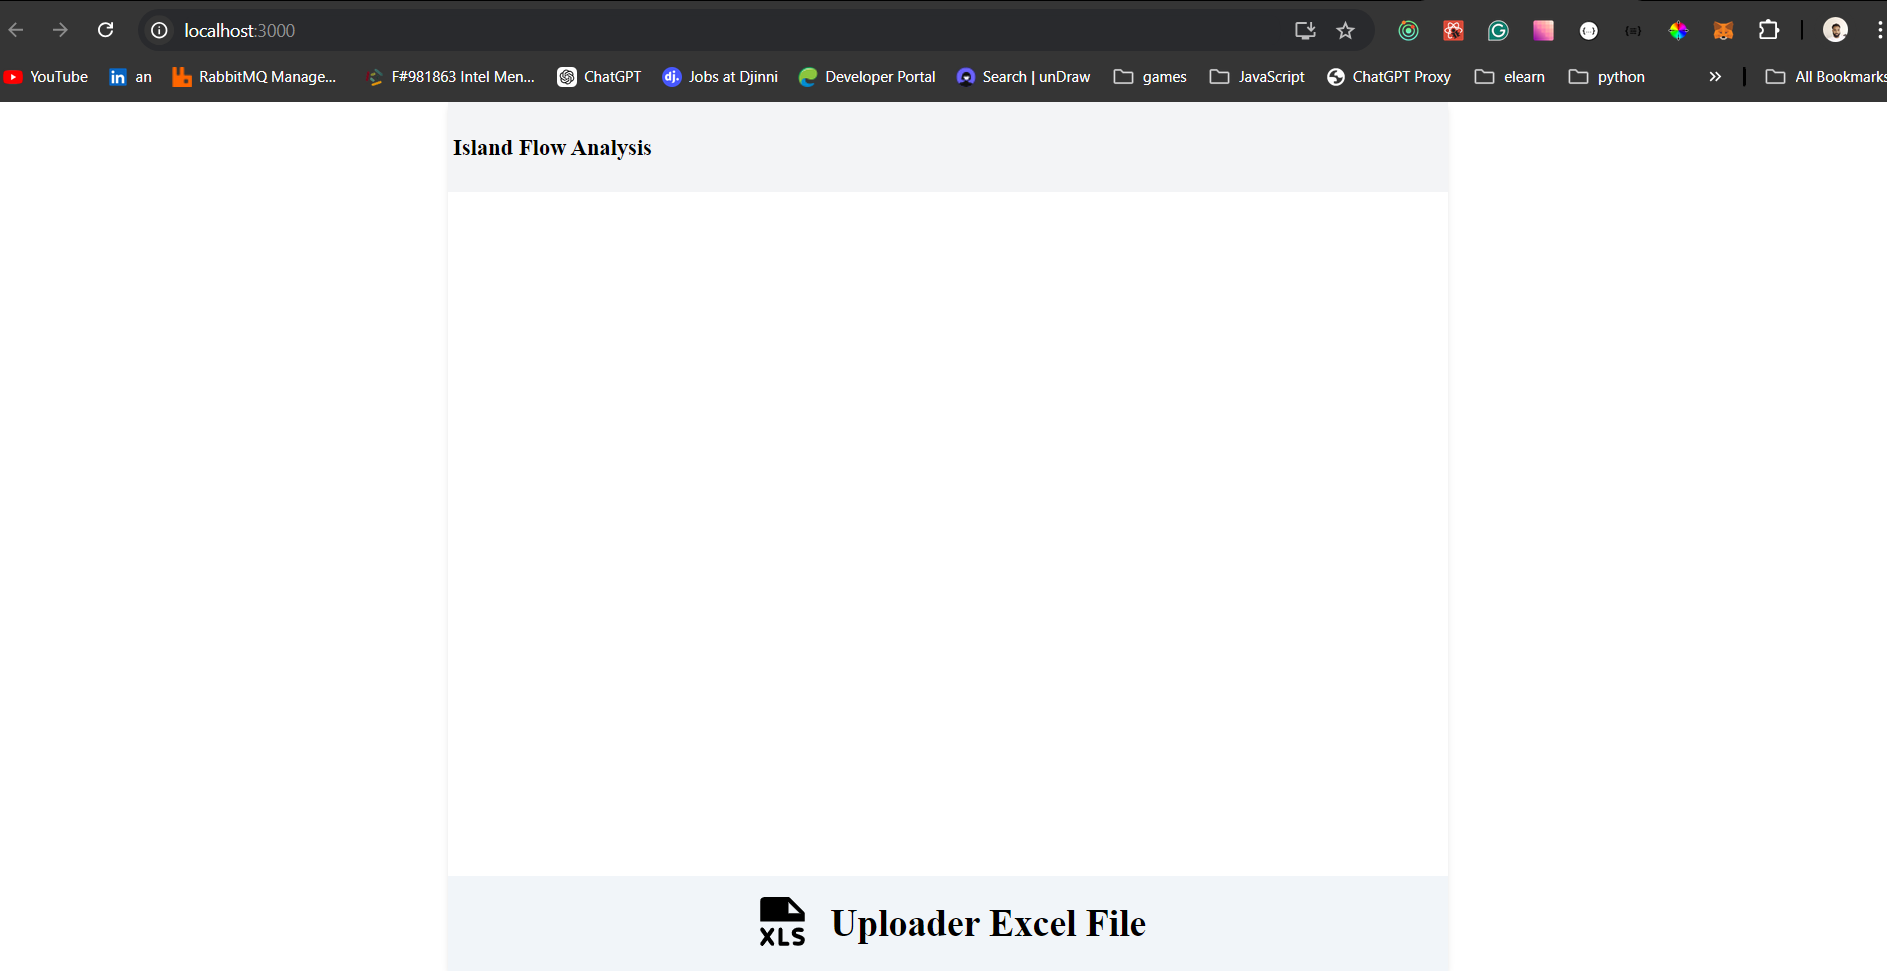 localhost:3000
YouTube
an
RabbitMQ Manage...
F#981863 Intel Men...
ChatGPT
dj. Jobs at Djinni
Developer Portal
Search | unDraw
games
JavaScript
ChatGPT Proxy
elearn
python
All Bookmarks
Island Flow Analysis
XLS Uploader Excel File